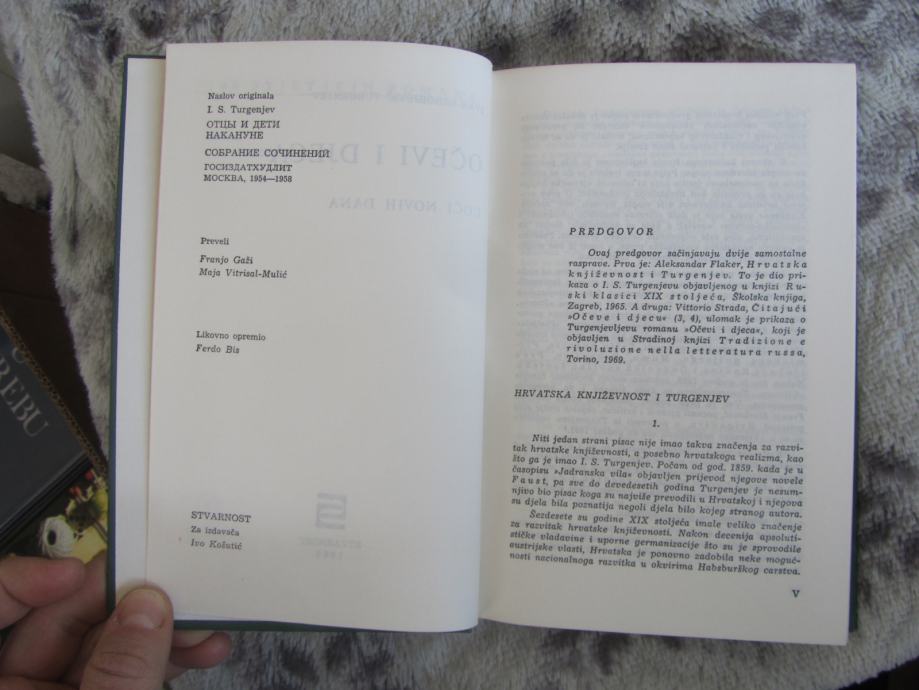 Naslov originala
I. S. Turgenjev
ОТЦЫ И ДЕТИ
НАКАНУНЕ
СОБРАНИЕ СОЧИНЕНИЙ
ГОСИЗДАТХУДЛИТ
МОСКВА, 1954—1958
Preveli
Franjo Gaži
Maja Vitrisal-Mulić
Likovno opremio
Ferdo Bis
STVARNOST
Za izdavača
Ivo Košutić
PREDGOVOR
Ovaj predgovor sačinjavaju dvije samostalne
rasprave. Prva je: Aleksandar Flaker, Hrvatska
književnost i Turgenjev. To je dio pri-
kaza o I. S. Turgenjevu objavljenog u knjizi Ru-
ski klasici XIX stoljeća, Školska knjiga,
Zagreb, 1965. A druga: Vittorio Strada, Čitajući
»Očeve i djecu« (3, 4), ulomak je prikaza o
Turgenjevljevu romanu »Očevi i djeca«, koji je
objavljen u Stradinoj knjizi Tradizione e
rivoluzione nella letteratura russa,
Torino, 1969.
HRVATSKA KNJIŽEVNOST I TURGENJEV
1.
Niti jedan strani pisac nije imao takva značenja za razvi-
tak hrvatske književnosti, a posebno hrvatskoga realizma, kao
što ga je imao I. S. Turgenjev. Počam od god. 1859. kada je u
časopisu »Jadranska vila« objavljen prijevod njegove novele
Faust, pa sve do devedesetih godina Turgenjev je nesum-
njivo bio pisac koga su najviše prevodili u Hrvatskoj i njegova
su djela bila poznatija negoli djela bilo kojeg stranog autora.
Šezdesete su godine XIX stoljeća imale veliko značenje
za razvitak hrvatske književnosti. Nakon decenija apsoluti-
stičke vladavine i uporne germanizacije što su je sprovodile
austrijske vlasti, Hrvatska je ponovno zadobila neke moguć-
nosti nacionalnoga razvitka u okvirima Habsburškog carstva.
V